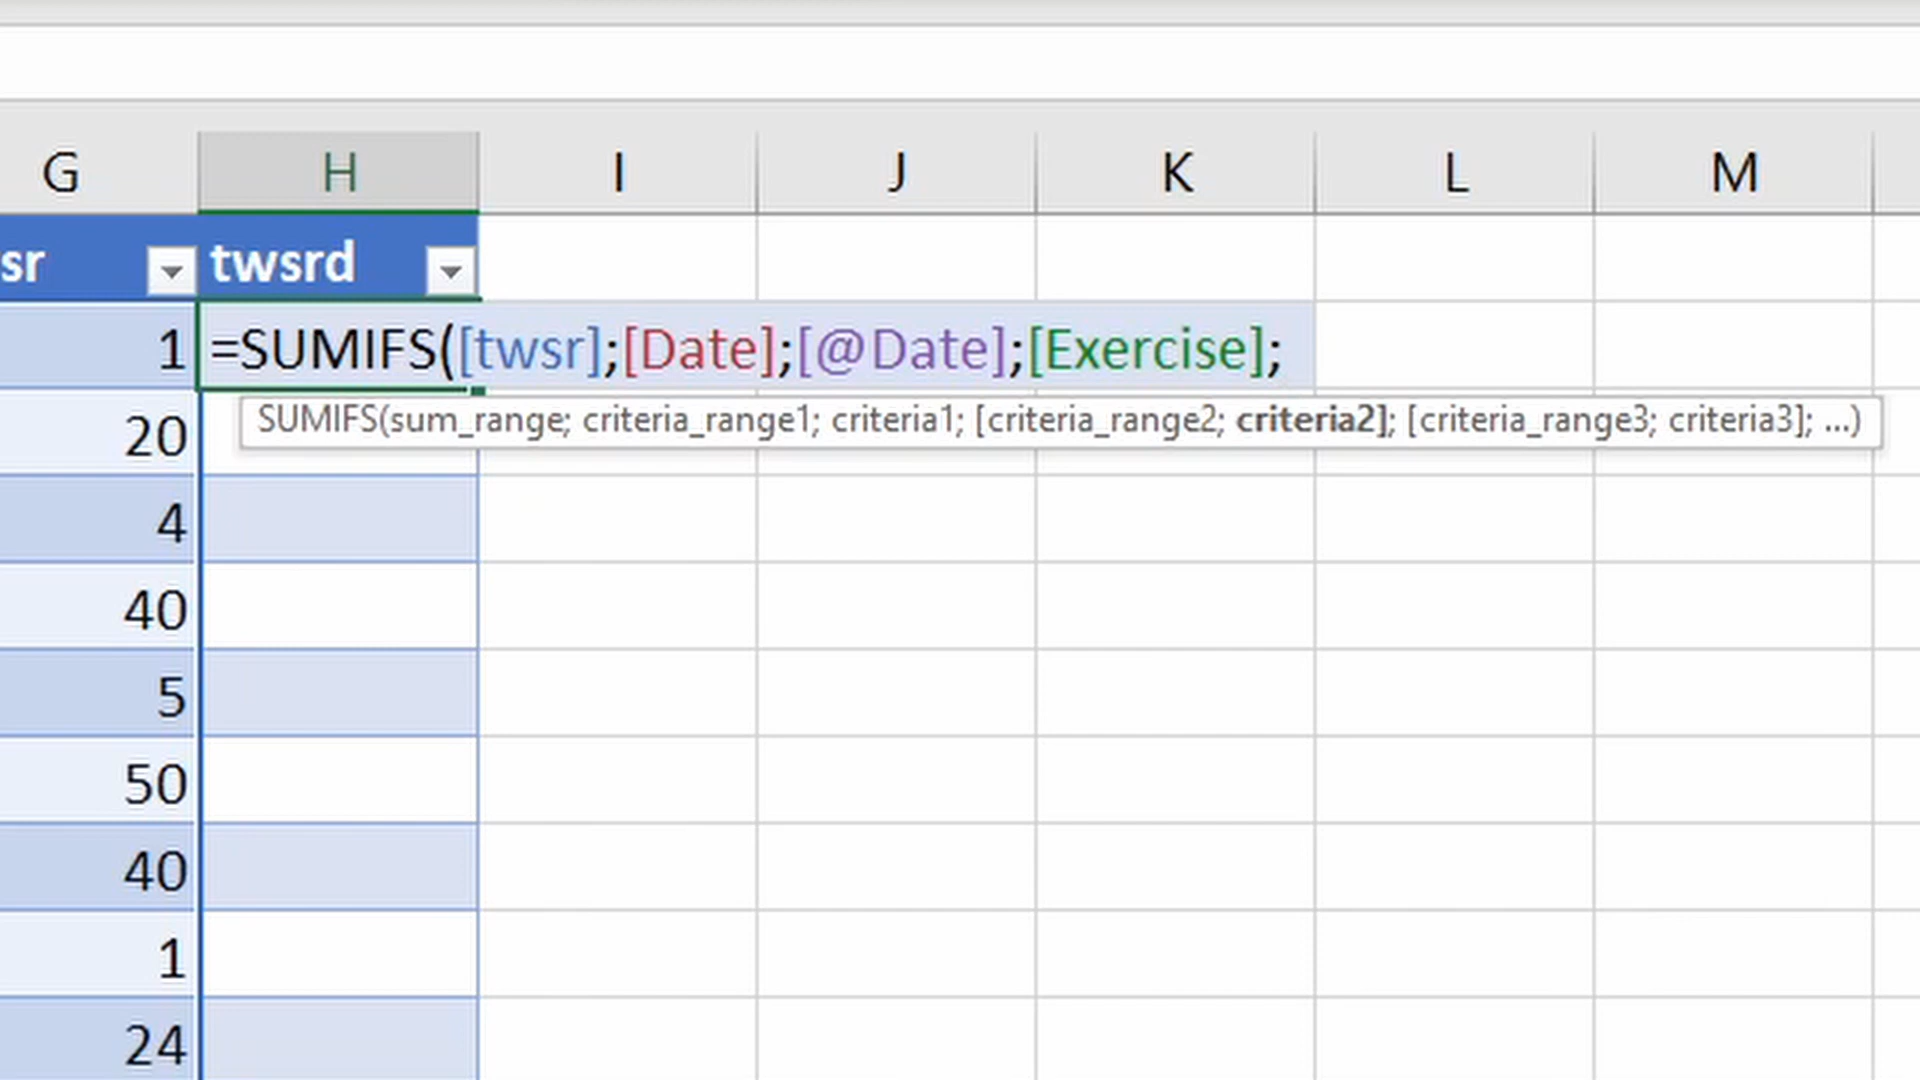 G H I J K L M
sr twsrd
1 =SUMIFS([twsr];[Date];[@Date];[Exercise];
SUMIFS(sum_range; criteria_range1; criteria1; [criteria_range2; criteria2]; [criteria_range3; criteria3]; ...)
20
4
40
5
50
40
1
24